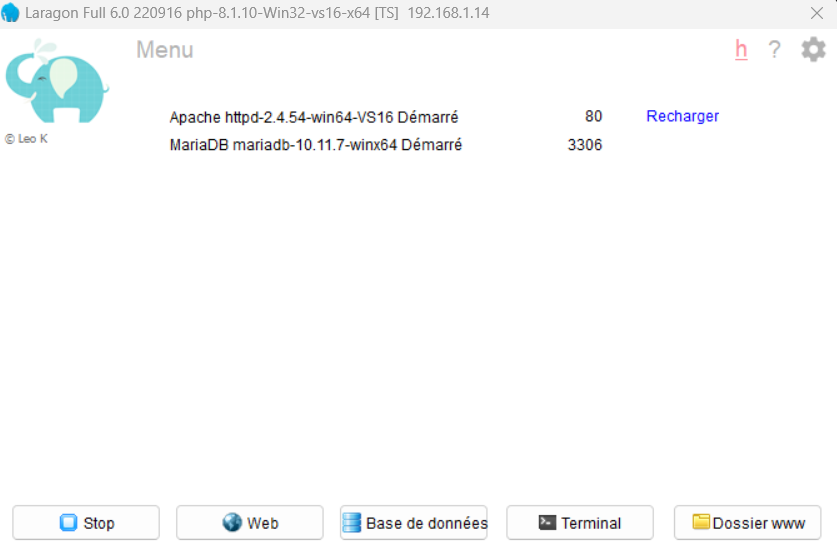 Laragon Full 6.0 220916 php-8.1.10-Win32-vs16-x64 [TS] 192.168.1.14
Menu h ?
© Leo K
Apache httpd-2.4.54-win64-VS16 Démarré 80 Recharger
MariaDB mariadb-10.11.7-winx64 Démarré 3306
Stop Web Base de données Terminal Dossier www